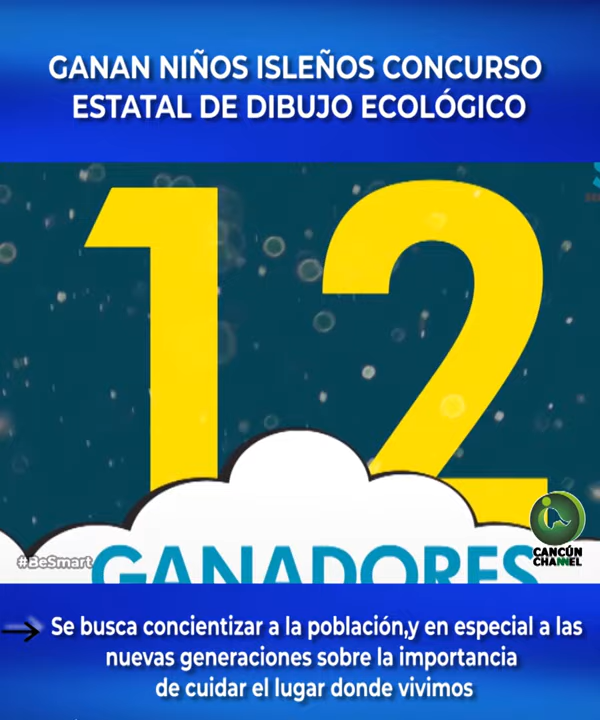 GANAN NIÑOS ISLEÑOS CONCURSO
ESTATAL DE DIBUJO ECOLÓGICO
12
GANADORES
#BeSmart
CANCÚN
CHANNEL
Se busca concientizar a la población,y en especial a las
nuevas generaciones sobre la importancia
de cuidar el lugar donde vivimos